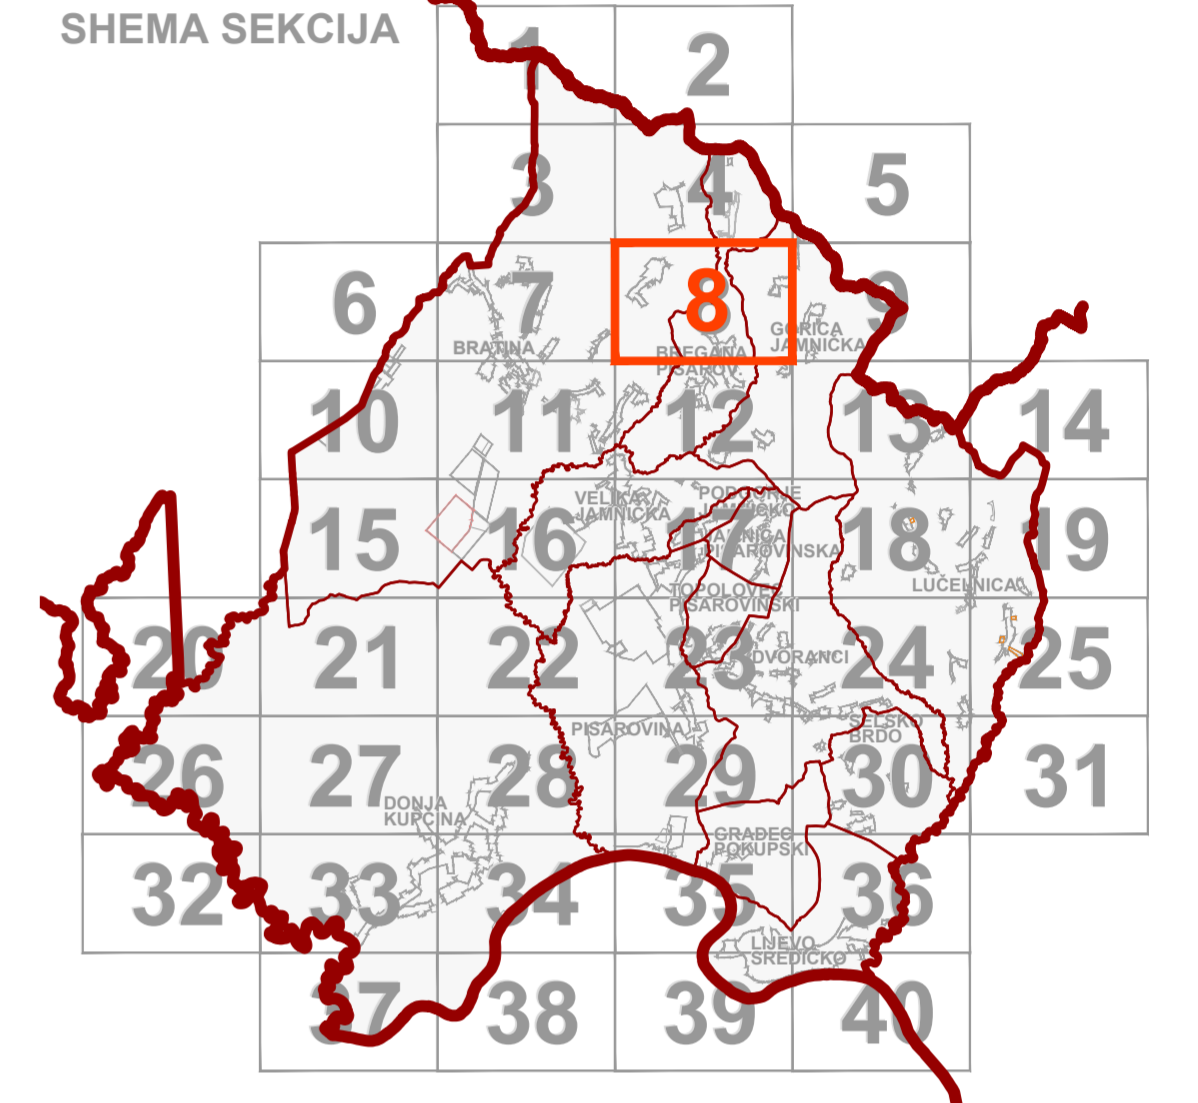 SHEMA SEKCIJA
1 2
3 4 5
6 7 8 9
BRATINA
GORICA
JAMNIČKA
BREGANA
PISAROV.
10 11 12 13 14
VELIKA
JAMNIČKA
PODGORJE
JAMNIČKO
JAMNICA
PISAROVINSKA
15 16 17 18 19
LUČELNICA
TOPOLOVEC
PISAROVINSKI
20 21 22 23 24 25
DVORANCI
PISAROVINA
SELSKO
BRDO
26 27 28 29 30 31
DONJA
KUPČINA
GRADEC
POKUPSKI
32 33 34 35 36
LIJEVO
SREDIČKO
37 38 39 40